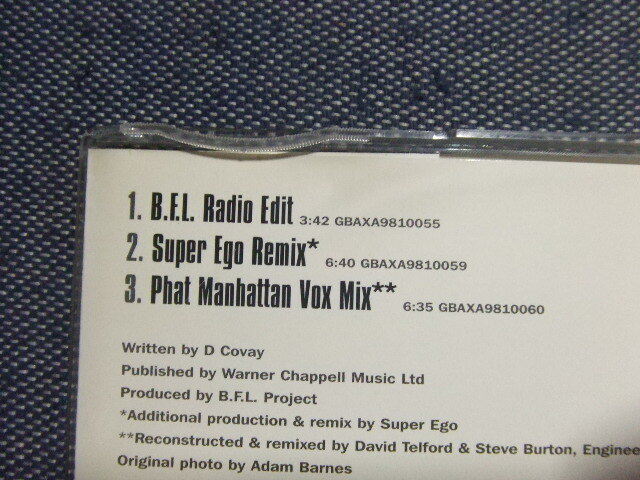 1. B.F.L. Radio Edit 3:42 GBAXA9810055
2. Super Ego Remix* 6:40 GBAXA9810059
3. Phat Manhattan Vox Mix** 6:35 GBAXA9810060
Written by D Covay
Published by Warner Chappell Music Ltd
Produced by B.F.L. Project
*Additional production & remix by Super Ego
**Reconstructed & remixed by David Telford & Steve Burton, Enginee
Original photo by Adam Barnes